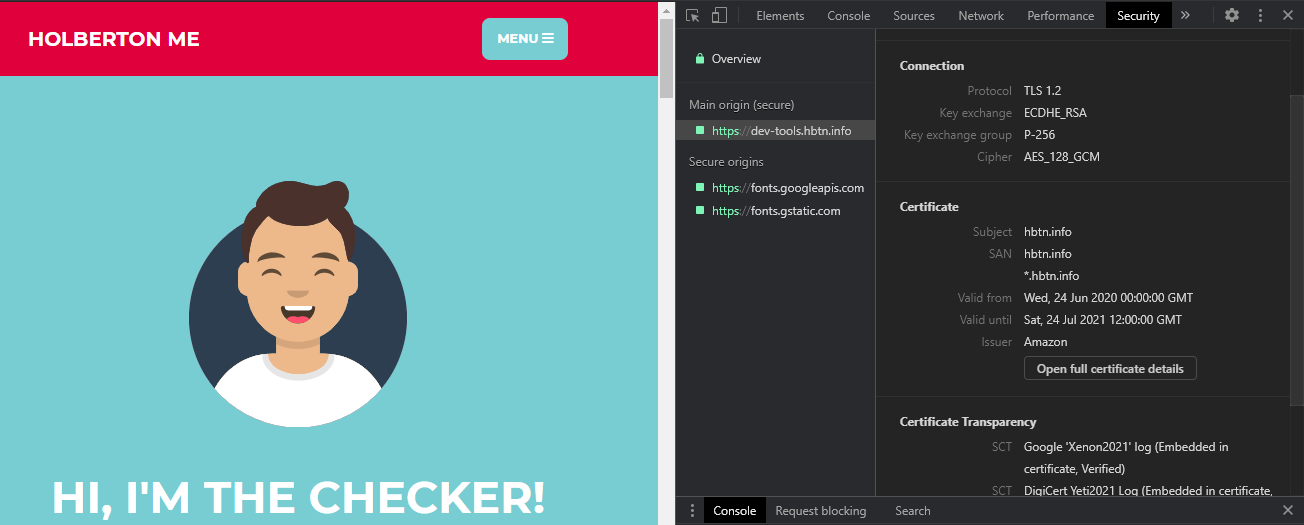 HOLBERTON ME
MENU
HI, I'M THE CHECKER!
Elements Console Sources Network Performance Security
Overview
Main origin (secure)
https://dev-tools.hbtn.info
Secure origins
https://fonts.googleapis.com
https://fonts.gstatic.com
Connection
Protocol TLS 1.2
Key exchange ECDHE_RSA
Key exchange group P-256
Cipher AES_128_GCM
Certificate
Subject hbtn.info
SAN hbtn.info
*.hbtn.info
Valid from Wed, 24 Jun 2020 00:00:00 GMT
Valid until Sat, 24 Jul 2021 12:00:00 GMT
Issuer Amazon
Open full certificate details
Certificate Transparency
SCT Google 'Xenon2021' log (Embedded in
certificate, Verified)
SCT DigiCert Yeti2021 Log (Embedded in certificate,
Console Request blocking Search